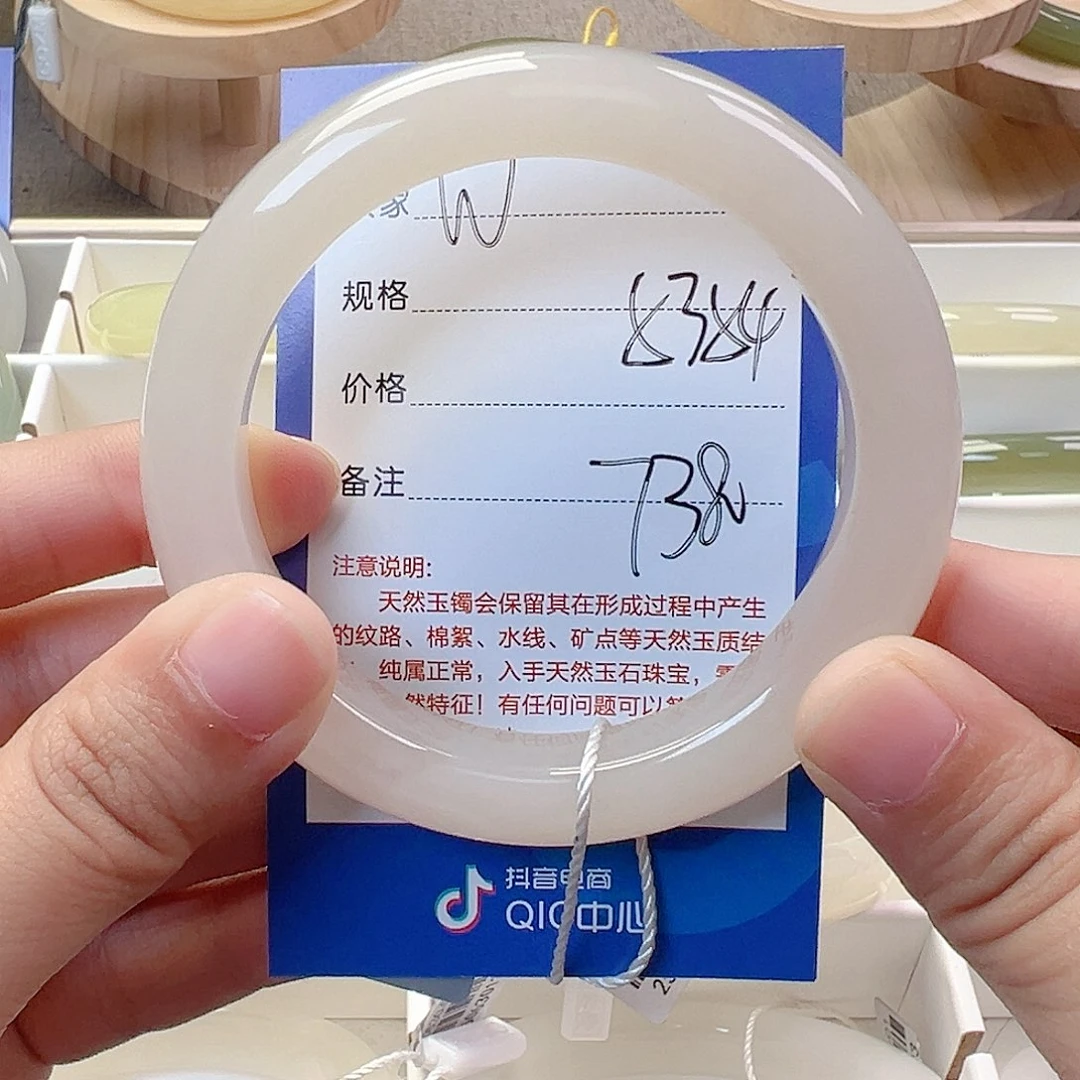 家 W
规格 8384
价格
备注 738
注意说明:
天然玉镯会保留其在形成过程中产生
的纹路、棉絮、水线、矿点等天然玉质结
纯属正常，入手天然玉石珠宝，
然特征！有任何问题可以
抖音电商
QIC中心